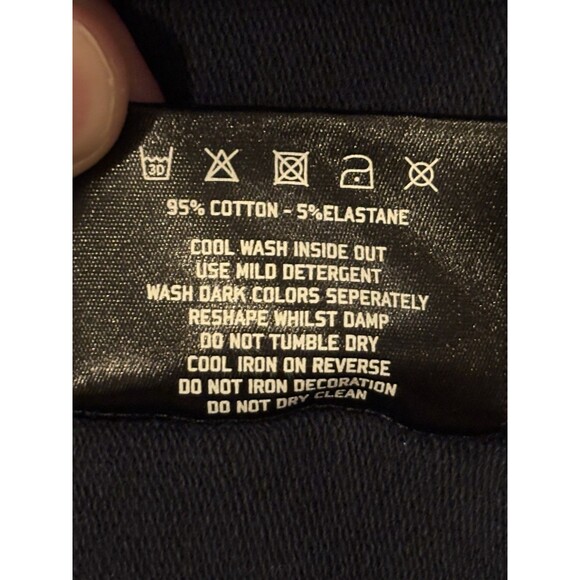 3D
95% COTTON - 5%ELASTANE
COOL WASH INSIDE OUT
USE MILD DETERGENT
WASH DARK COLORS SEPERATELY
RESHAPE WHILST DAMP
DO NOT TUMBLE DRY
COOL IRON ON REVERSE
DO NOT IRON DECORATION
DO NOT DRY CLEAN